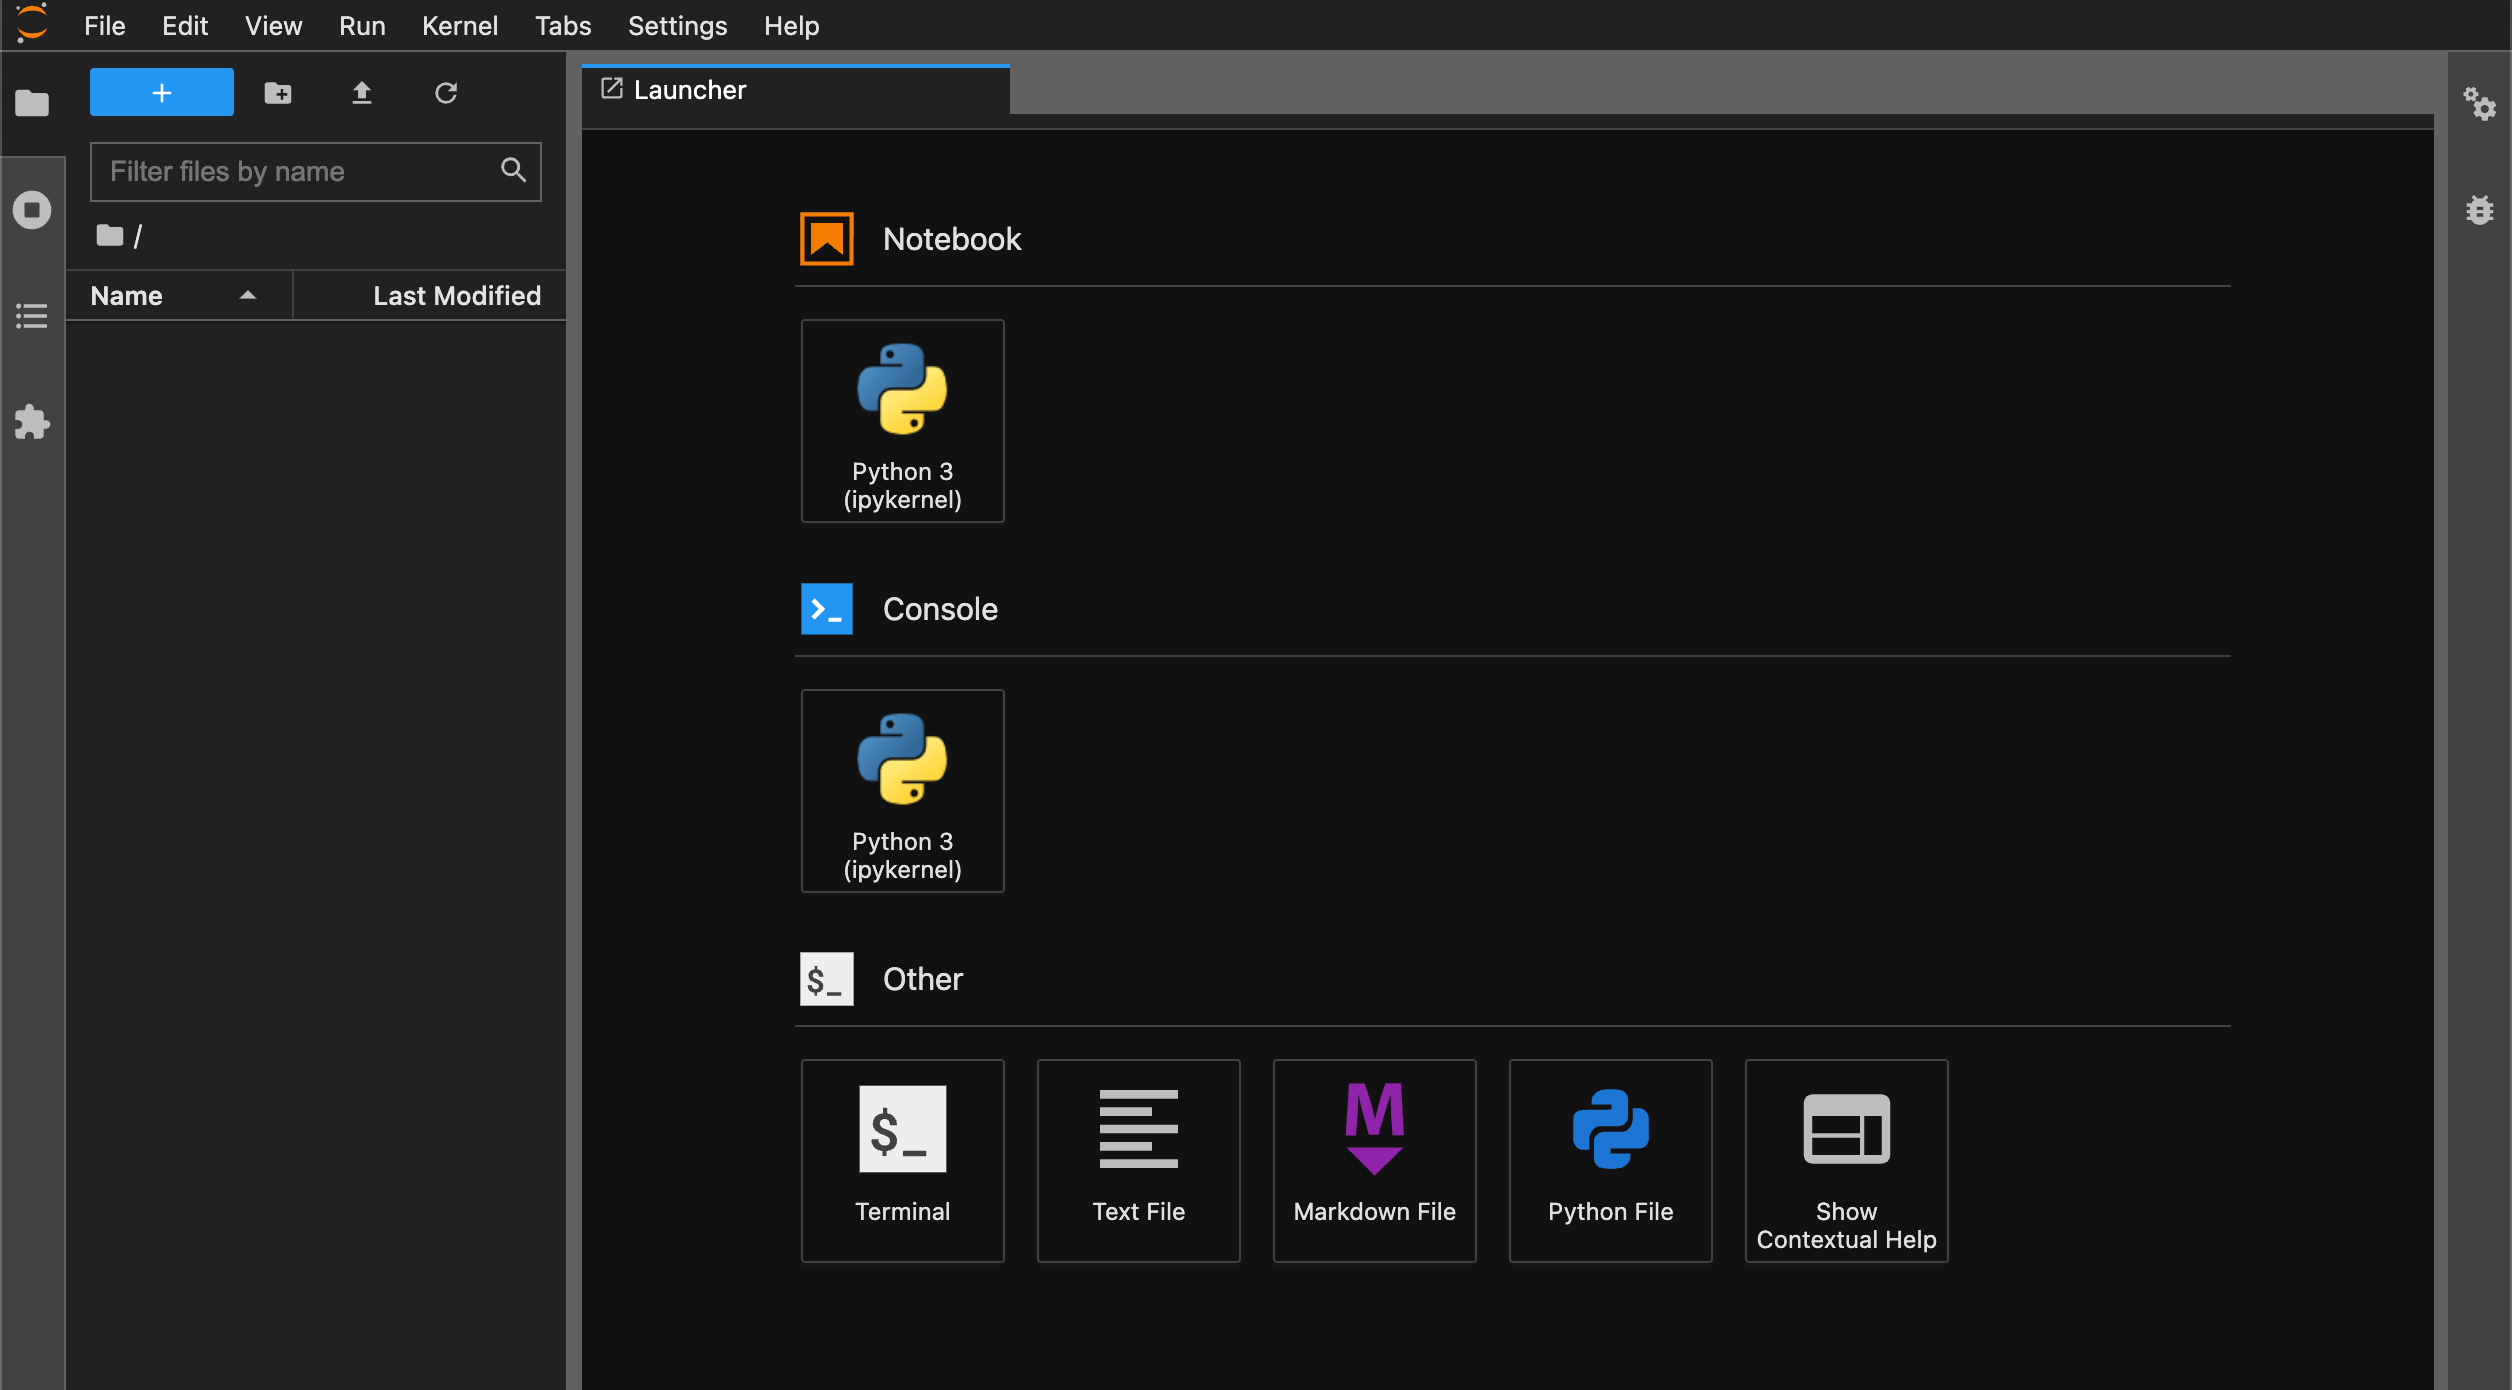 File Edit View Run Kernel Tabs Settings Help
+
Filter files by name
/
Name Last Modified
Launcher
Notebook
Python 3
(ipykernel)
Console
Python 3
(ipykernel)
$_ Other
$_
Terminal
Text File
M
Markdown File
Python File
Show
Contextual Help